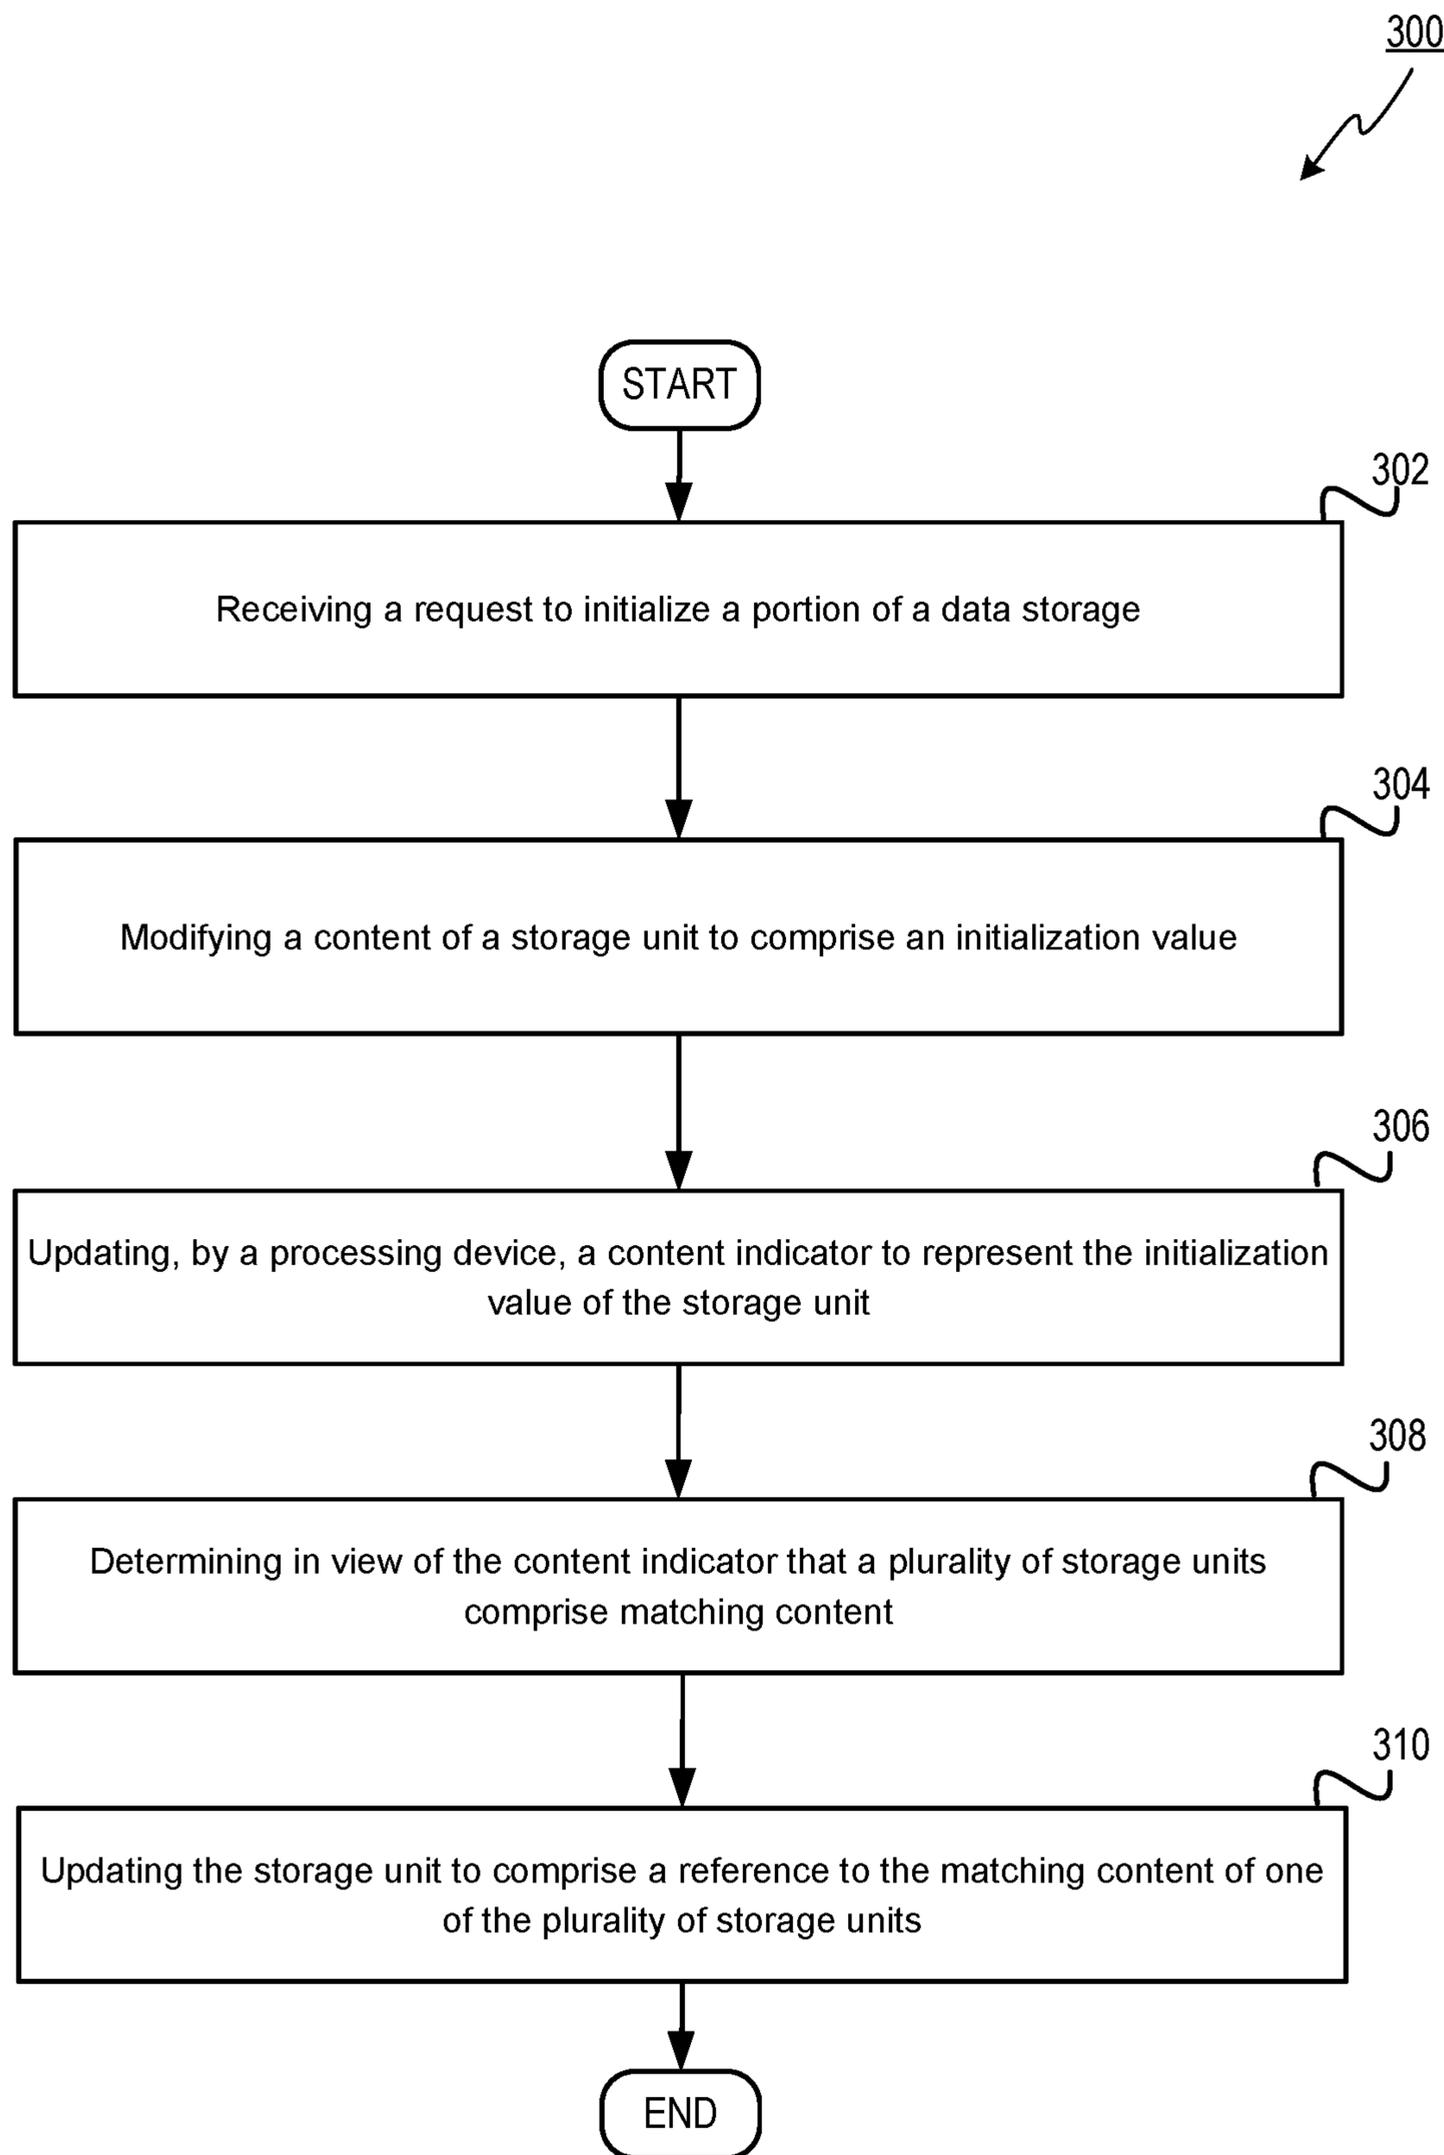 300
START
302
Receiving a request to initialize a portion of a data storage
304
Modifying a content of a storage unit to comprise an initialization value
306
Updating, by a processing device, a content indicator to represent the initialization
value of the storage unit
308
Determining in view of the content indicator that a plurality of storage units
comprise matching content
310
Updating the storage unit to comprise a reference to the matching content of one
of the plurality of storage units
END